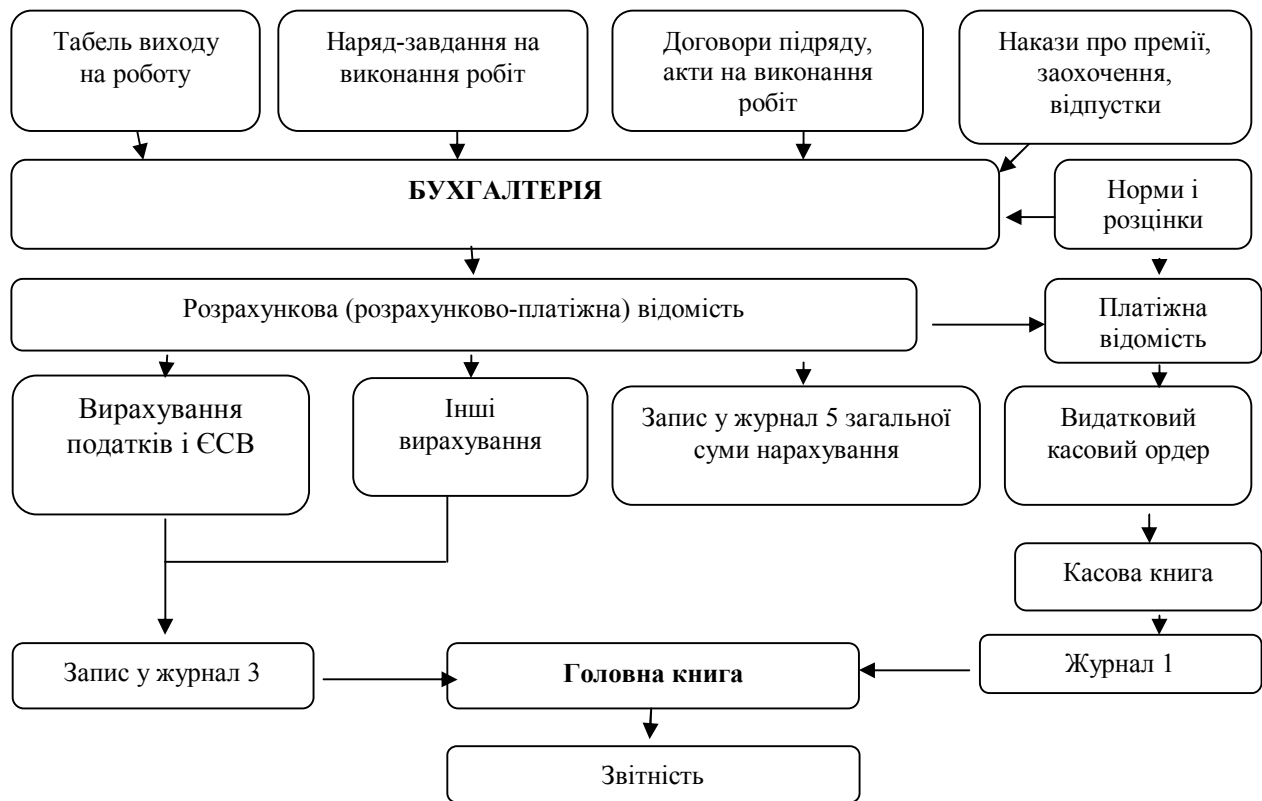 Табель виходу
на роботу
Наряд-завдання на
виконання робіт
Договори підряду,
акти на виконання
робіт
Накази про премії,
заохочення,
відпустки
БУХГАЛТЕРІЯ
Норми і
розцінки
Розрахункова (розрахунково-платіжна) відомість
Платіжна
відомість
Вирахування
податків і ЄСВ
Інші
вирахування
Запис у журнал 5 загальної
суми нарахування
Видатковий
касовий ордер
Касова книга
Запис у журнал 3
Головна книга
Журнал 1
Звітність